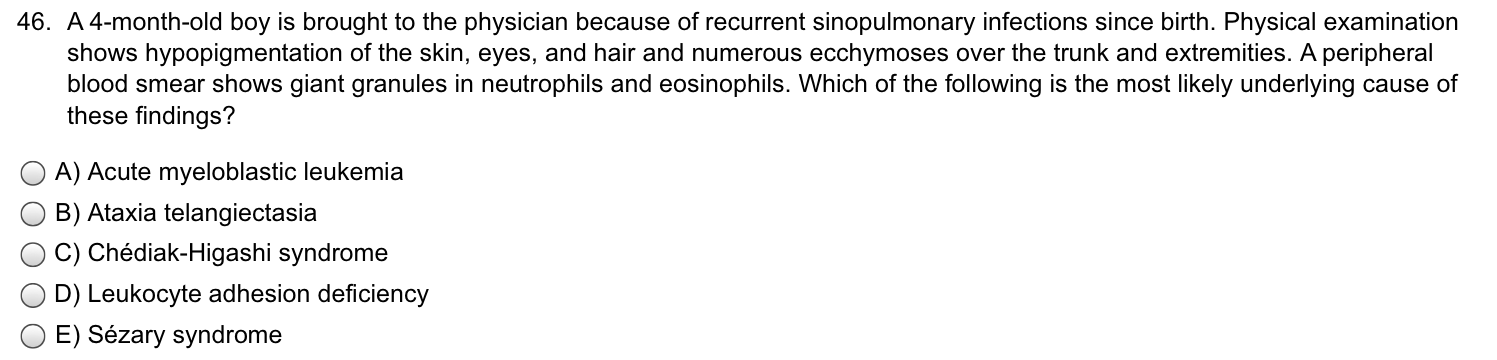 46. A 4-month-old boy is brought to the physician because of recurrent sinopulmonary infections since birth. Physical examination
shows hypopigmentation of the skin, eyes, and hair and numerous ecchymoses over the trunk and extremities. A peripheral
blood smear shows giant granules in neutrophils and eosinophils. Which of the following is the most likely underlying cause of
these findings?
A) Acute myeloblastic leukemia
B) Ataxia telangiectasia
C) Chédiak-Higashi syndrome
D) Leukocyte adhesion deficiency
E) Sézary syndrome